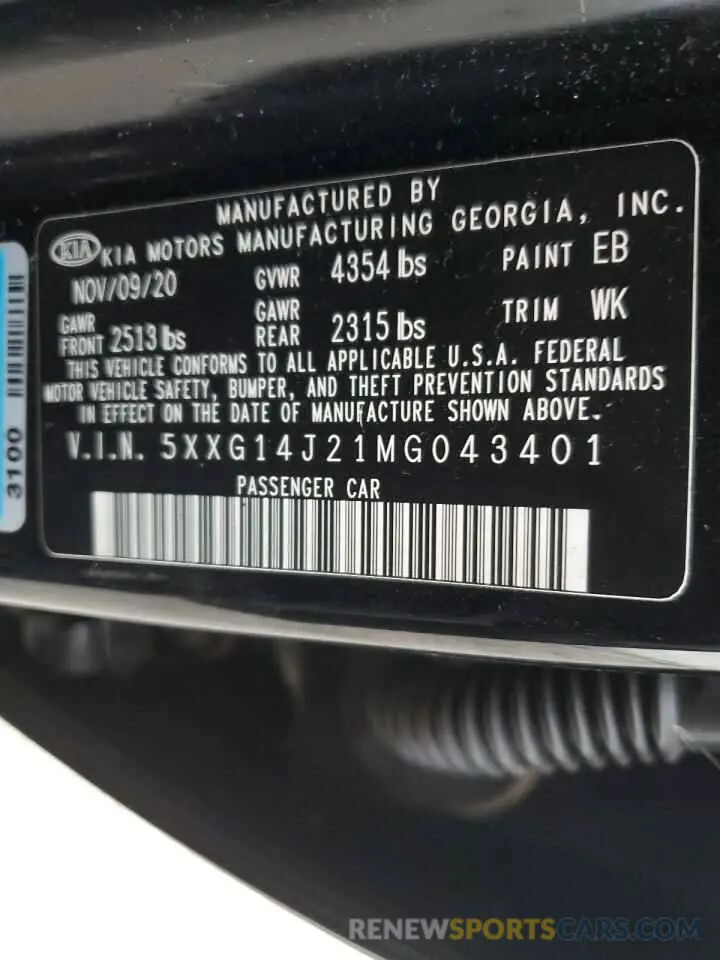 MANUFACTURED BY
KIA KIA MOTORS MANUFACTURING GEORGIA, INC.
NOV/09/20 GVWR 4354 lbs PAINT EB
GAWR FRONT 2513 lbs GAWR REAR 2315 lbs TRIM WK
THIS VEHICLE CONFORMS TO ALL APPLICABLE U.S.A. FEDERAL
MOTOR VEHICLE SAFETY, BUMPER, AND THEFT PREVENTION STANDARDS
IN EFFECT ON THE DATE OF MANUFACTURE SHOWN ABOVE.
V.I.N. 5XXG14J21MG043401
PASSENGER CAR
3100
RENEWSPORTSCARS.COM